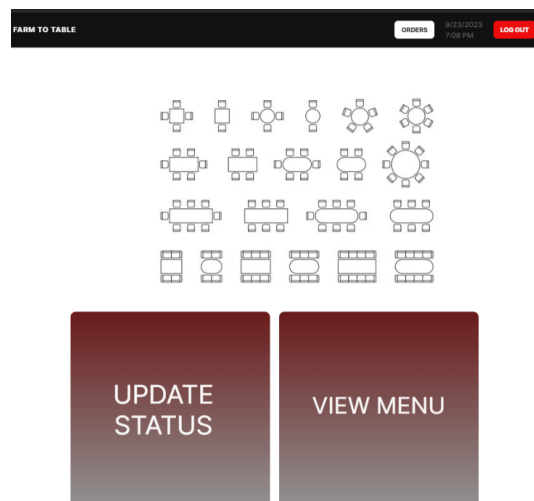 FARM TO TABLE
ORDERS
9/23/2023
7:08 PM
LOG OUT
UPDATE
STATUS
VIEW MENU